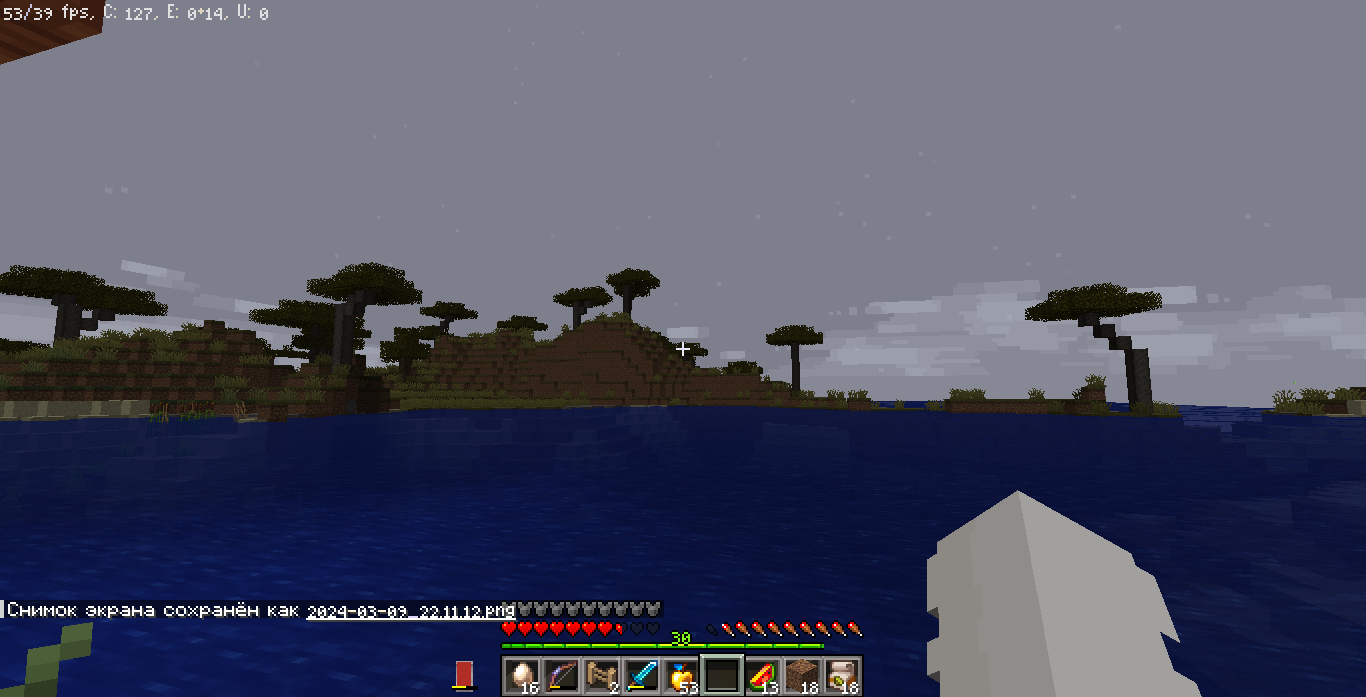 53/39 fps, C: 127, E: 0+14, U: 0
Снимок экрана сохранён как 2024-03-09_22.11.12.png
30
16 2 53 13 18 18